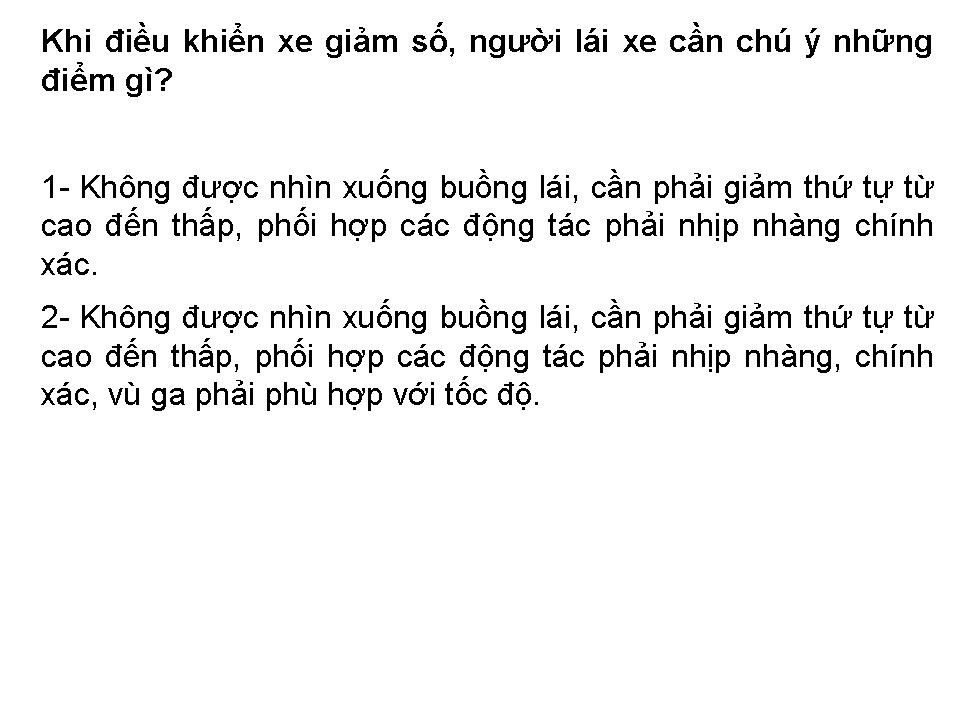 Khi điều khiển xe giảm số, người lái xe cần chú ý những
điểm gì?
1- Không được nhìn xuống buồng lái, cần phải giảm thứ tự từ
cao đến thấp, phối hợp các động tác phải nhịp nhàng chính
xác.
2- Không được nhìn xuống buồng lái, cần phải giảm thứ tự từ
cao đến thấp, phối hợp các động tác phải nhịp nhàng, chính
xác, vù ga phải phù hợp với tốc độ.